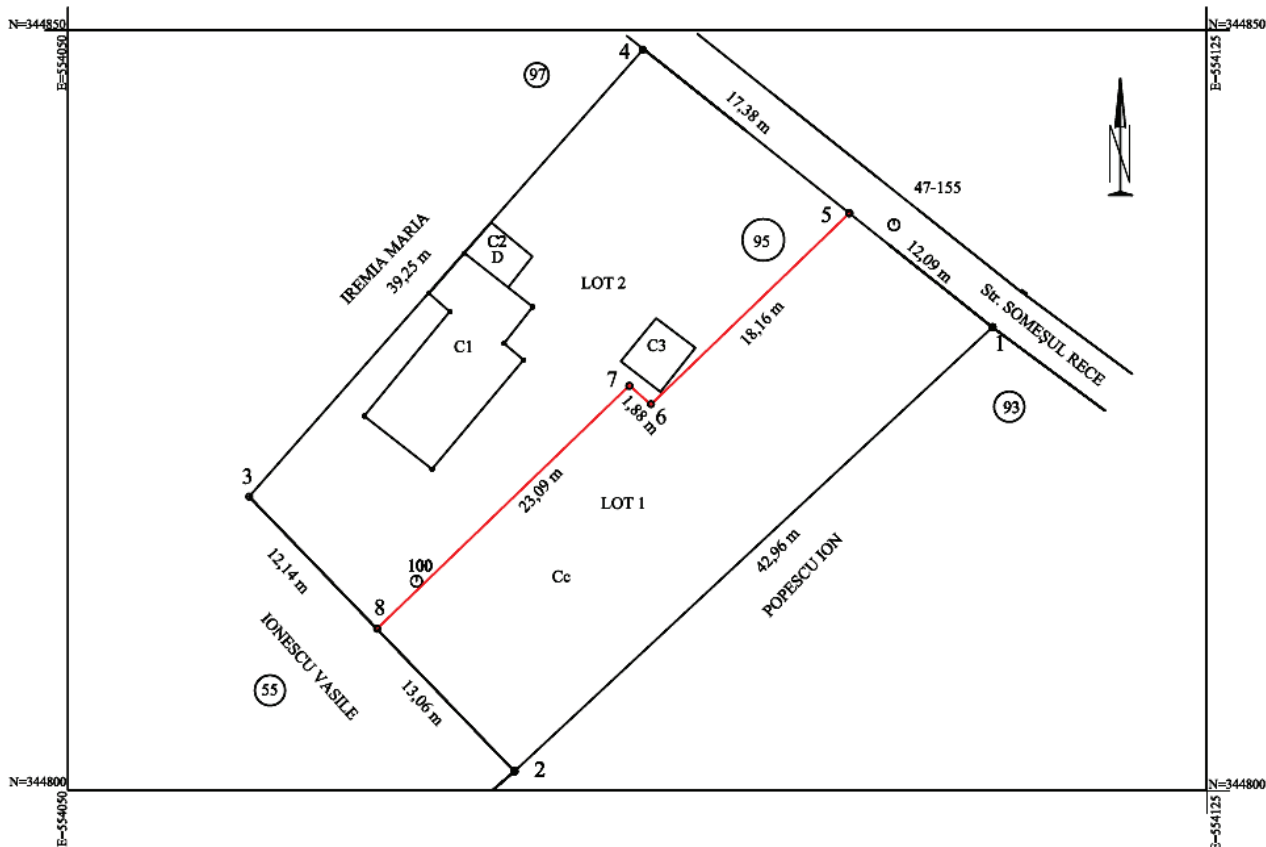 N=344850
N=344850
E=554050
E=554125
4
97
17,38 m
47-155
5
95
12,09 m
IREMIA MARIA
39,25 m
C2
D
LOT 2
Str. SOMEȘUL RECE
18,16 m
1
C1
C3
7
6
1,88 m
93
3
23,09 m
LOT 1
42,96 m
POPESCU ION
12,14 m
100
Cc
8
IONESCU VASILE
55
13,06 m
2
N=344800
N=344800
E=554050
E=554125
N